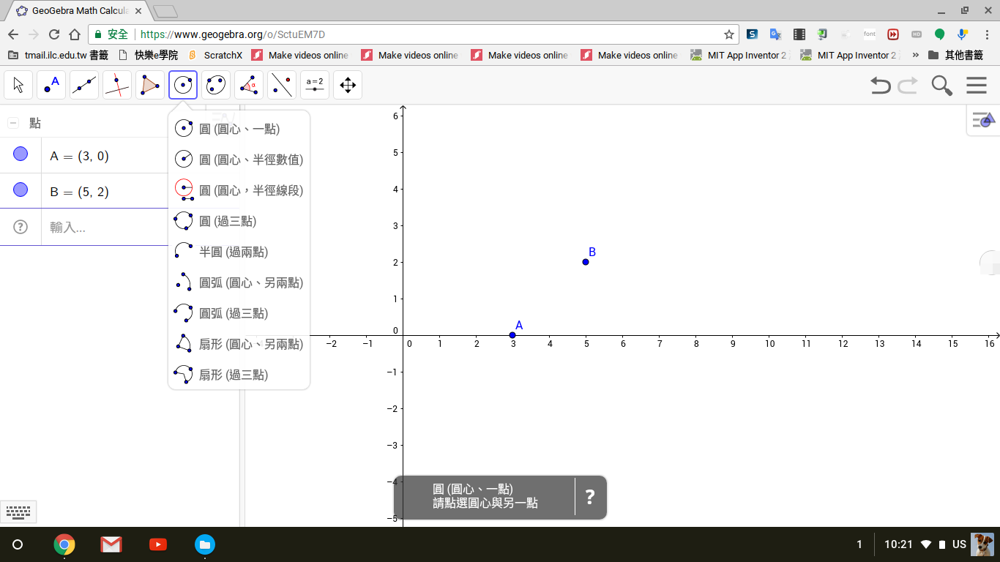 GeoGebra Math Calcula
安全 https://www.geogebra.org/o/SctuEM7D
font HD
tmail.ilc.edu.tw 書籤 快樂e學院 ScratchX Make videos online Make videos online Make videos online Make videos online MIT App Inventor 2 MIT App Inventor 2 » 其他書籤
A α a=2
點
A = (3, 0)
B = (5, 2)
輸入...
圓 (圓心、一點)
圓 (圓心、半徑數值)
圓 (圓心，半徑線段)
圓 (過三點)
半圓 (過兩點)
圓弧 (圓心、另兩點)
圓弧 (過三點)
扇形 (圓心、另兩點)
扇形 (過三點)
6
5
4
3
2
1
0
−1
−2
−3
−4
−5
−2 −1 0 1 2 3 4 5 6 7 8 9 10 11 12 13 14 15 16
B
A
圓 (圓心、一點)
請點選圓心與另一點
?
1 10:21 US